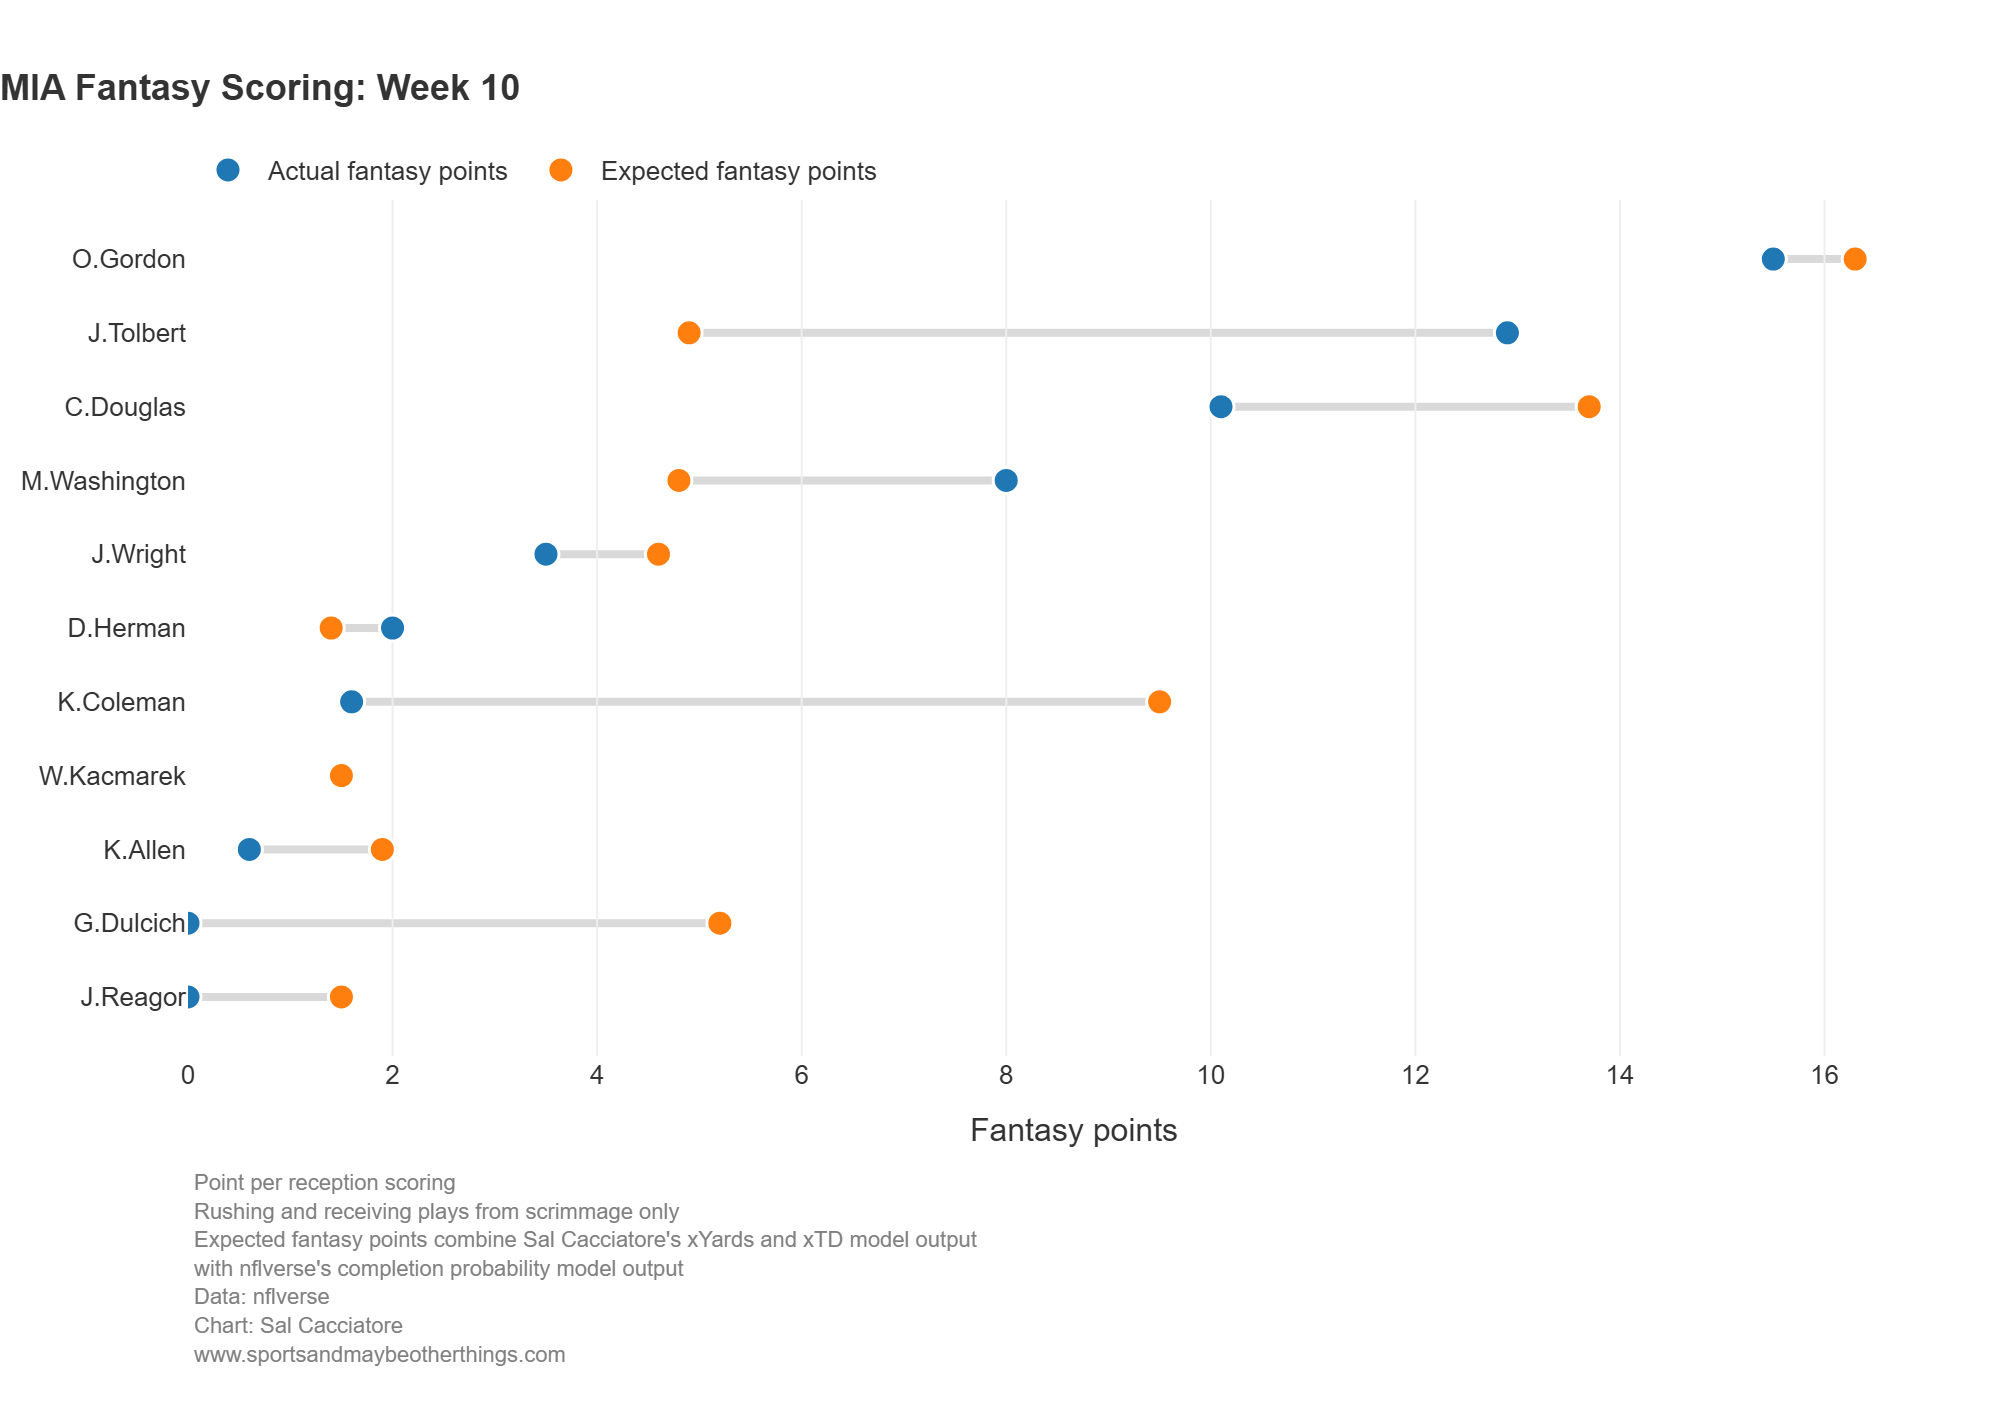 MIA Fantasy Scoring: Week 10
Actual fantasy points
Expected fantasy points
O.Gordon
J.Tolbert
C.Douglas
M.Washington
J.Wright
D.Herman
K.Coleman
W.Kacmarek
K.Allen
G.Dulcich
J.Reagor
0 2 4 6 8 10 12 14 16
Fantasy points
Point per reception scoring
Rushing and receiving plays from scrimmage only
Expected fantasy points combine Sal Cacciatore's xYards and xTD model output
with nflverse's completion probability model output
Data: nflverse
Chart: Sal Cacciatore
www.sportsandmaybeotherthings.com